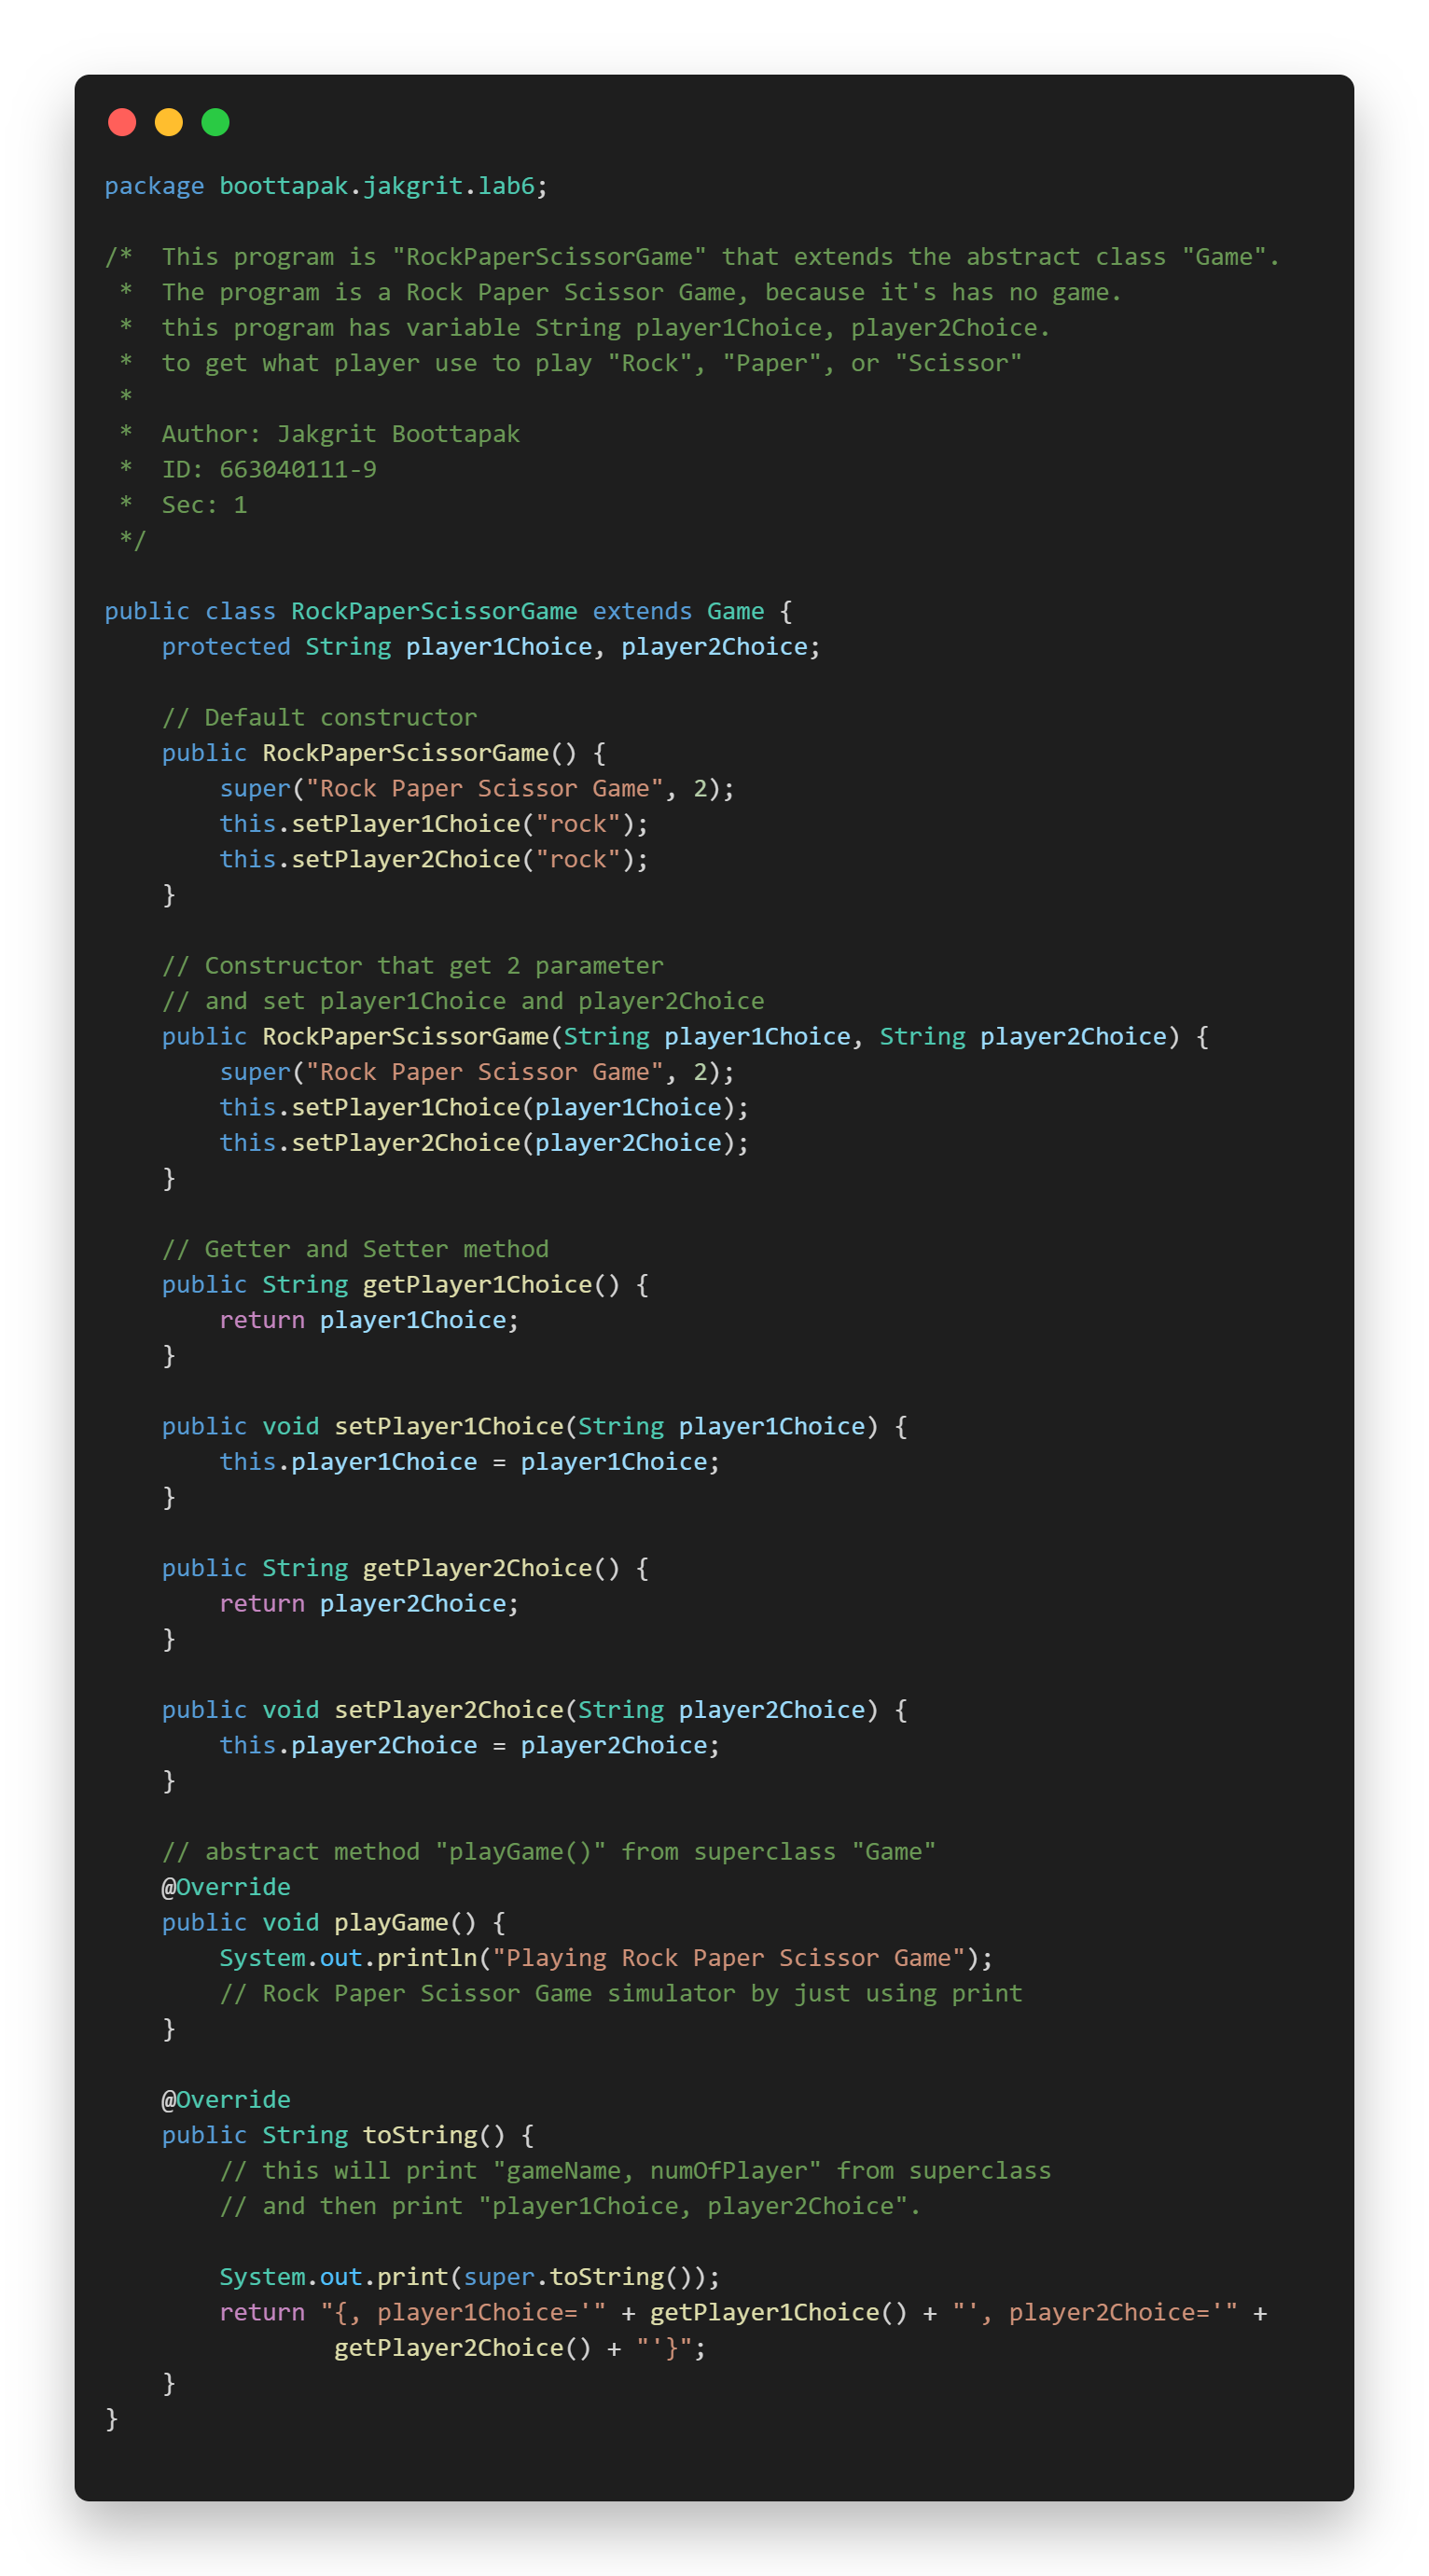 package boottapak.jakgrit.lab6;

/*  This program is "RockPaperScissorGame" that extends the abstract class "Game".
 *  The program is a Rock Paper Scissor Game, because it's has no game.
 *  this program has variable String player1Choice, player2Choice.
 *  to get what player use to play "Rock", "Paper", or "Scissor"
 *
 *  Author: Jakgrit Boottapak
 *  ID: 663040111-9
 *  Sec: 1
 */

public class RockPaperScissorGame extends Game {
    protected String player1Choice, player2Choice;

    // Default constructor
    public RockPaperScissorGame() {
        super("Rock Paper Scissor Game", 2);
        this.setPlayer1Choice("rock");
        this.setPlayer2Choice("rock");
    }

    // Constructor that get 2 parameter
    // and set player1Choice and player2Choice
    public RockPaperScissorGame(String player1Choice, String player2Choice) {
        super("Rock Paper Scissor Game", 2);
        this.setPlayer1Choice(player1Choice);
        this.setPlayer2Choice(player2Choice);
    }

    // Getter and Setter method
    public String getPlayer1Choice() {
        return player1Choice;
    }

    public void setPlayer1Choice(String player1Choice) {
        this.player1Choice = player1Choice;
    }

    public String getPlayer2Choice() {
        return player2Choice;
    }

    public void setPlayer2Choice(String player2Choice) {
        this.player2Choice = player2Choice;
    }

    // abstract method "playGame()" from superclass "Game"
    @Override
    public void playGame() {
        System.out.println("Playing Rock Paper Scissor Game");
        // Rock Paper Scissor Game simulator by just using print
    }

    @Override
    public String toString() {
        // this will print "gameName, numOfPlayer" from superclass
        // and then print "player1Choice, player2Choice".

        System.out.print(super.toString());
        return "{, player1Choice='" + getPlayer1Choice() + "', player2Choice='" +
                getPlayer2Choice() + "'}";
    }
}